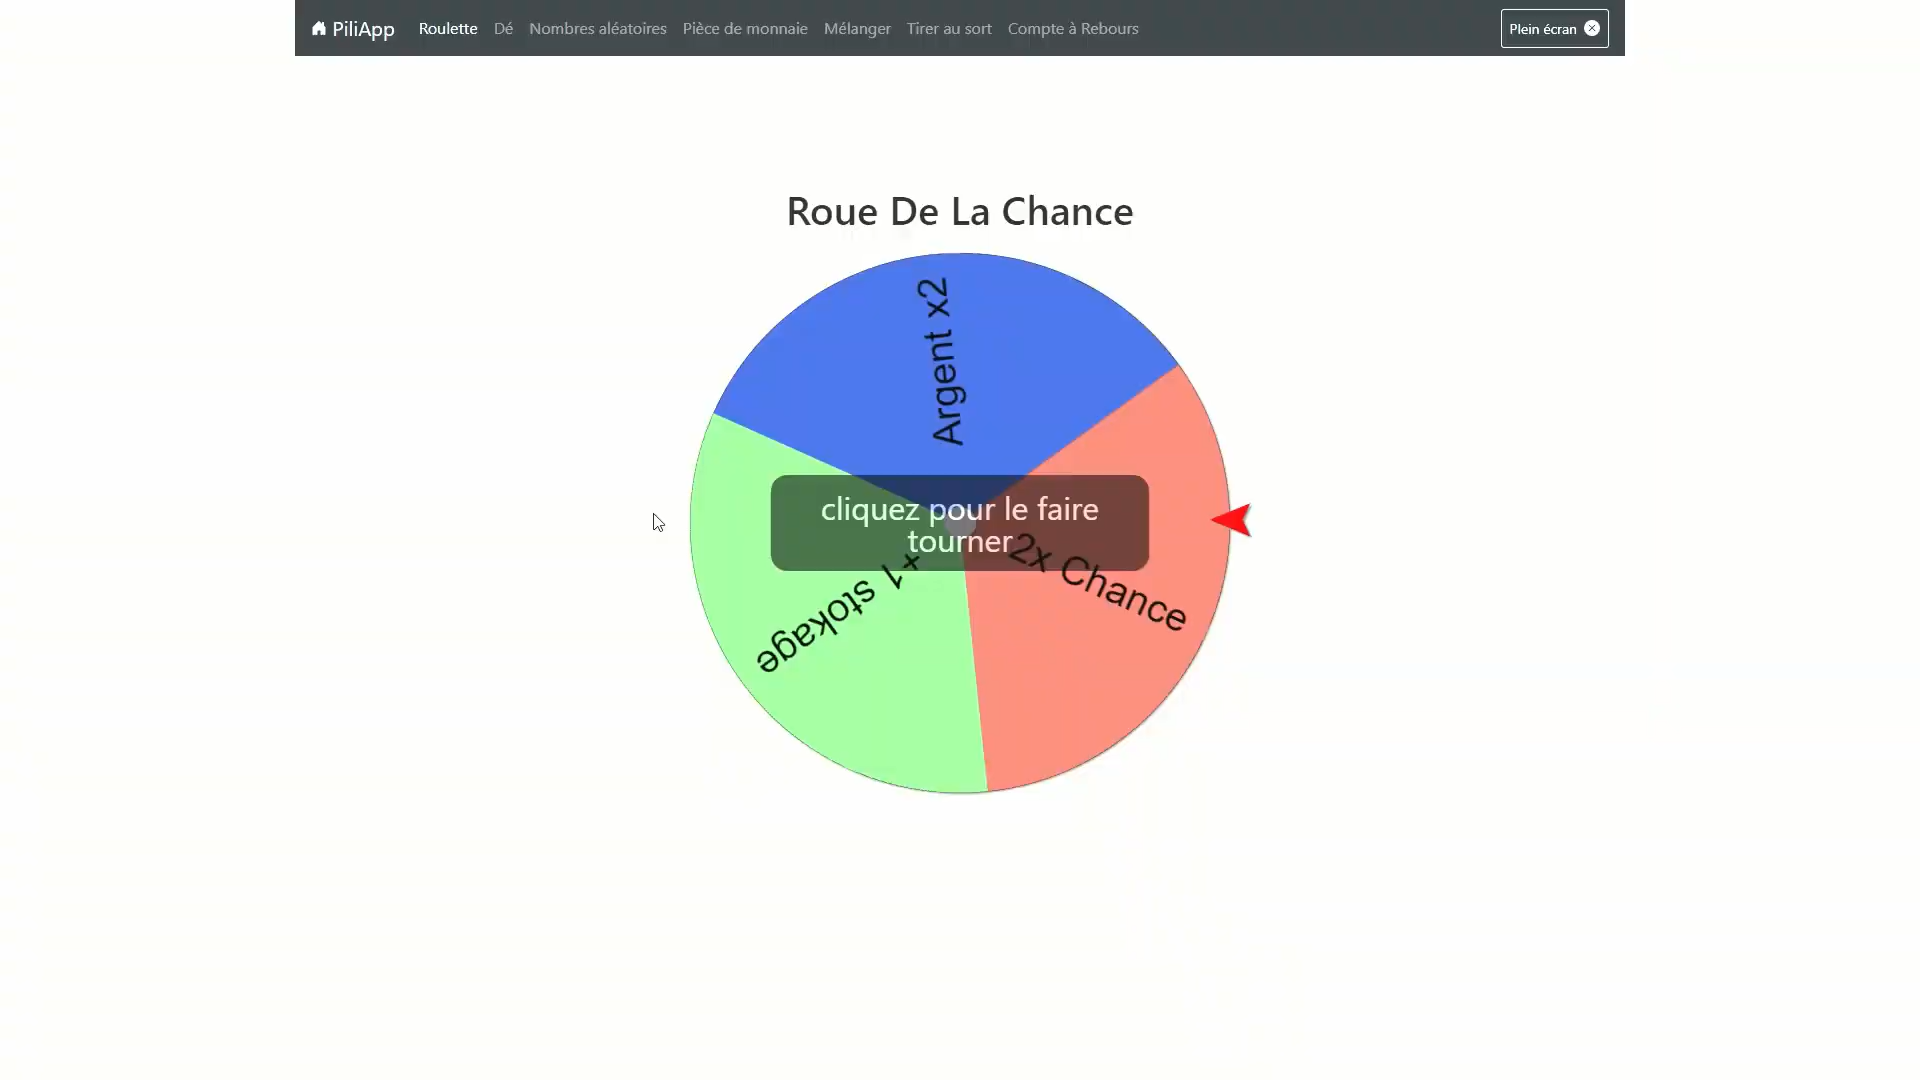 PiliApp Roulette Dé Nombres aléatoires Pièce de monnaie Mélanger Tirer au sort Compte à Rebours Plein écran
Roue De La Chance
Argent x2
cliquez pour le faire
tourner
2x Chance
+1 stokage